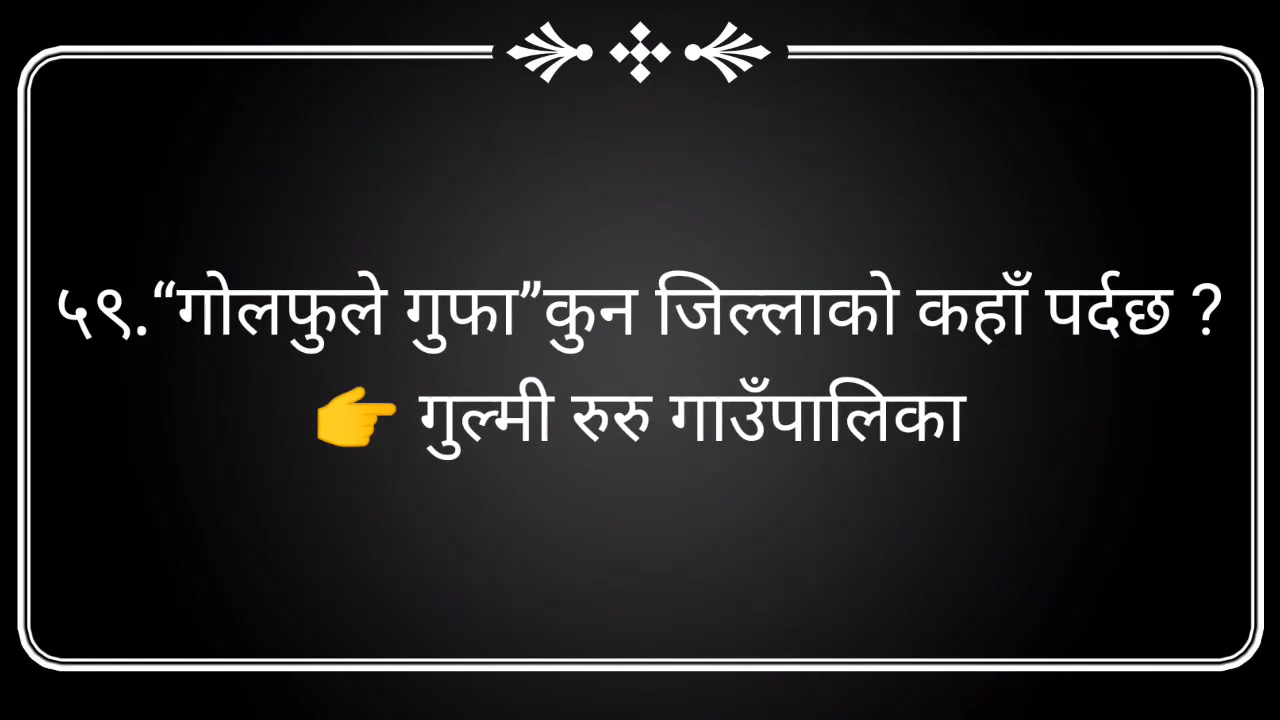 ५९.“गोलफुले गुफा”कुन जिल्लाको कहाँ पर्दछ ?
👉 गुल्मी रुरु गाउँपालिका